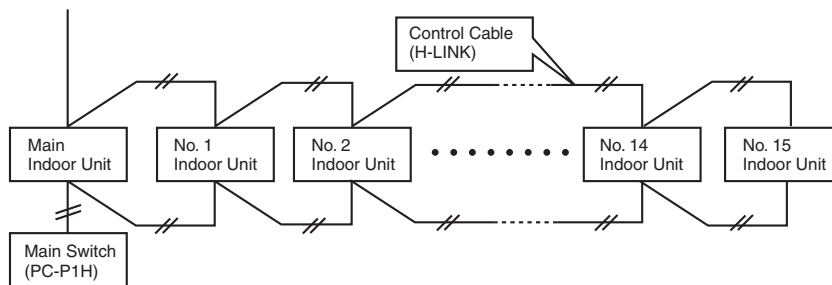 Control Cable
(H-LINK)
Main
Indoor Unit
No. 1
Indoor Unit
No. 2
Indoor Unit
No. 14
Indoor Unit
No. 15
Indoor Unit
Main Switch
(PC-P1H)